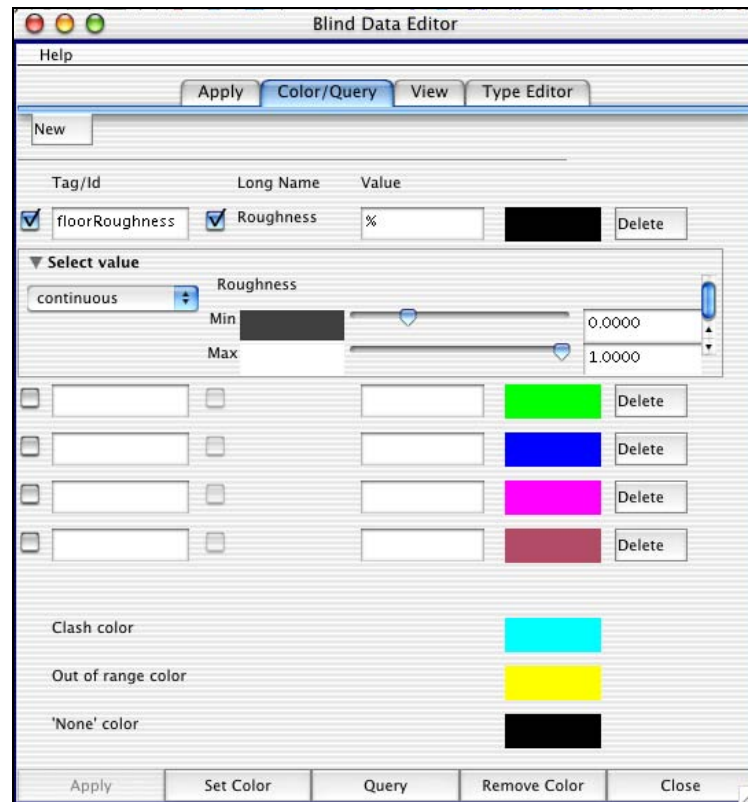 Blind Data Editor
Help
Apply Color/Query View Type Editor
New
Tag/Id Long Name Value
floorRoughness Roughness % Delete
Select value
continuous Roughness
Min 0.0000
Max 1.0000
Delete
Delete
Delete
Delete
Clash color
Out of range color
'None' color
Apply Set Color Query Remove Color Close